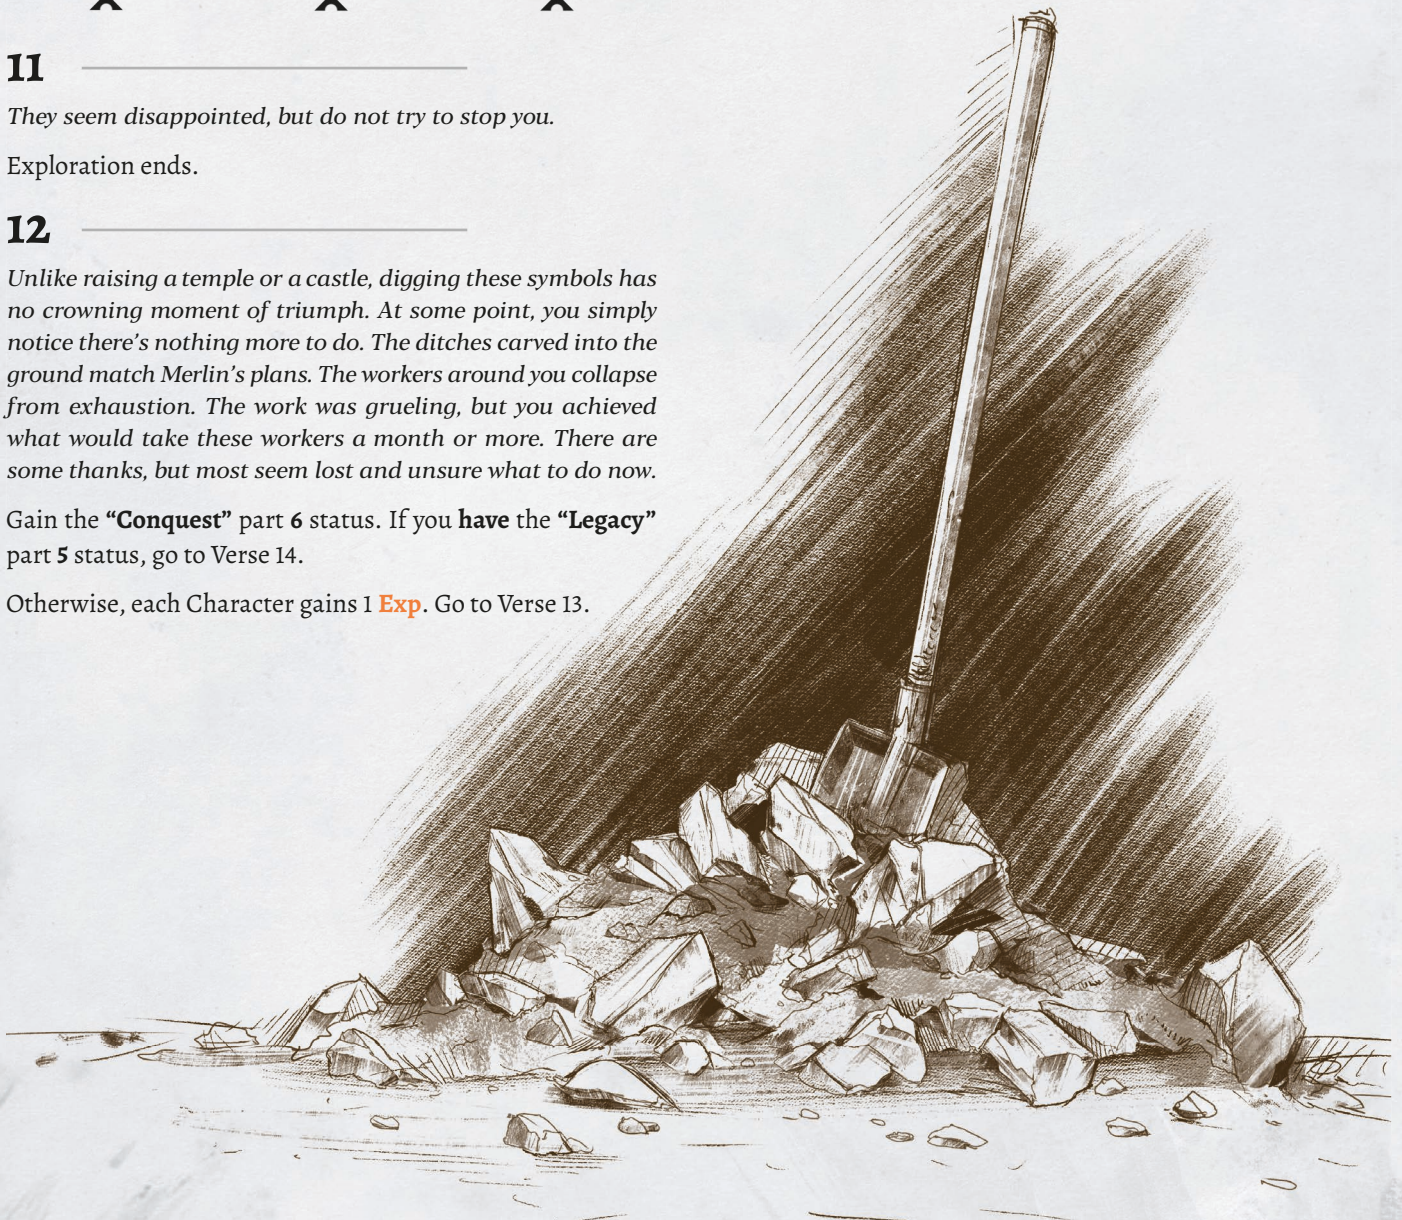 11
They seem disappointed, but do not try to stop you.
Exploration ends.
12
Unlike raising a temple or a castle, digging these symbols has
no crowning moment of triumph. At some point, you simply
notice there's nothing more to do. The ditches carved into the
ground match Merlin's plans. The workers around you collapse
from exhaustion. The work was grueling, but you achieved
what would take these workers a month or more. There are
some thanks, but most seem lost and unsure what to do now.
Gain the “Conquest” part 6 status. If you have the “Legacy”
part 5 status, go to Verse 14.
Otherwise, each Character gains 1 Exp. Go to Verse 13.